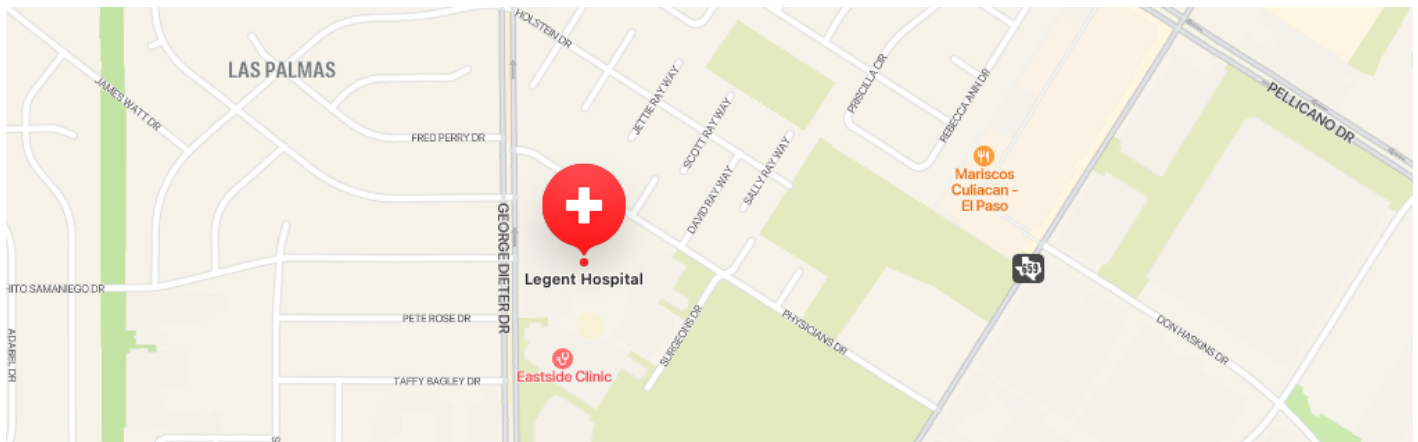 HOLSTEIN DR
LAS PALMAS
JAMES WATT DR
JETTIE RAY WAY
SCOTT RAY WAY
PRISCILLA CIR
REBECCA ANN DR
PELLICANO DR
FRED PERRY DR
SALLY RAY WAY
DAVID RAY WAY
Mariscos
Culiacan -
El Paso
GEORGE DIETER DR
Legent Hospital
659
HITO SAMANIEGO DR
PETE ROSE DR
SURGEONS DR
PHYSICIANS DR
DON HASKINS DR
ADABEL DR
Eastside Clinic
TAFFY BAGLEY DR
S